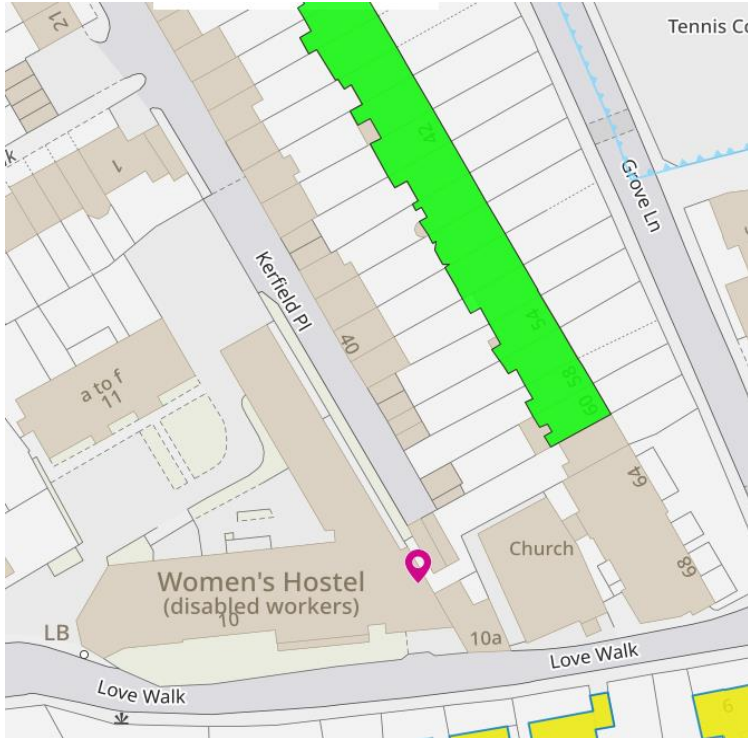 21
Tennis Co
42
k
1
Grove Ln
Kerfield Pl
40
54
a to f
11
58
60
64
Church
68
Women's Hostel
(disabled workers)
10
LB
10a
Love Walk
Love Walk
6